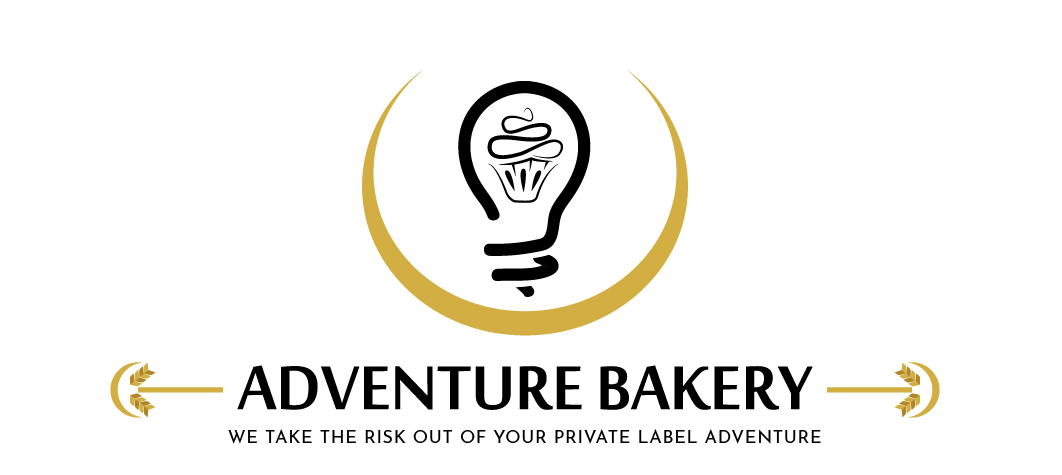 ADVENTURE BAKERY
WE TAKE THE RISK OUT OF YOUR PRIVATE LABEL ADVENTURE